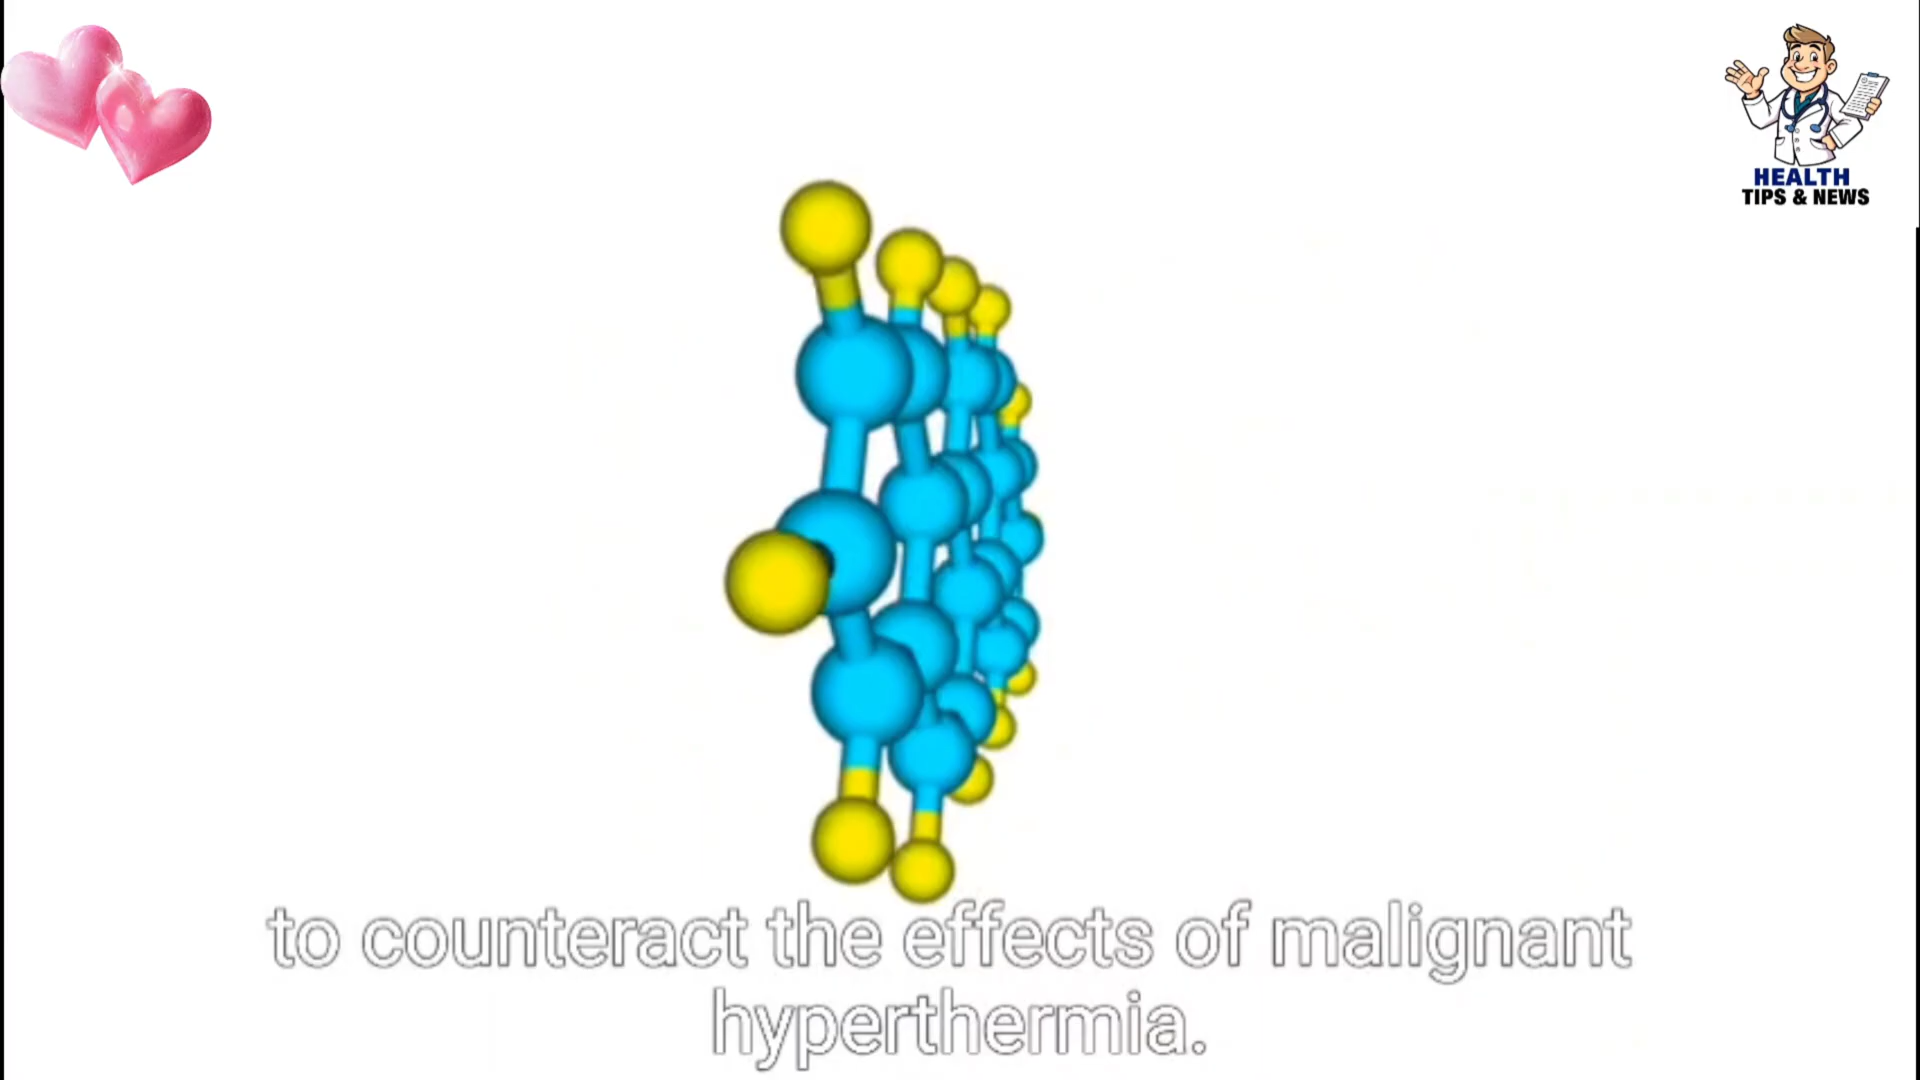 HEALTH
TIPS & NEWS
to counteract the effects of malignant
hyperthermia.